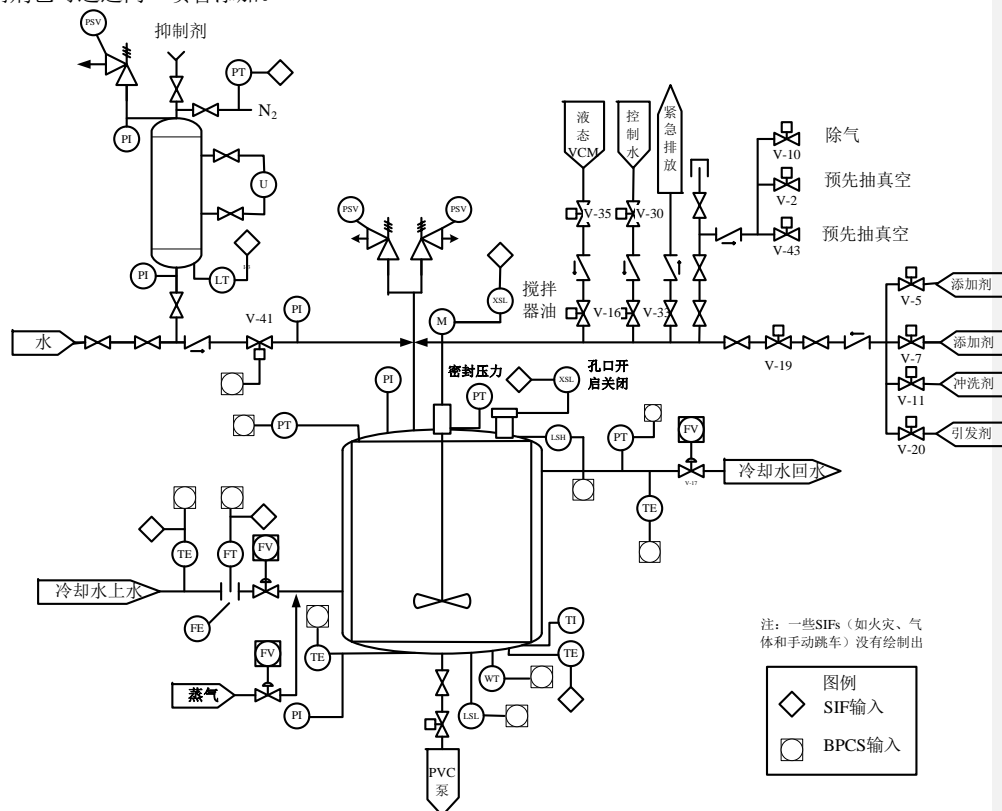 PSV
抑制剂
PT
N2
PI
U
PI
LT
水
V-41
PI
PSV
PSV
M
XSL
搅拌
器油
液
态
VCM
控
制
水
紧
急
排
放
V-35
V-30
V-16
V-33
V-10
除气
V-2
预先抽真空
V-43
预先抽真空
V-5
添加剂
V-19
V-7
添加剂
V-11
冲洗剂
V-20
引发剂
PI
密封压力
PT
孔口开
启关闭
XSL
LSH
PT
PT
FV
V-17
冷却水回水
TE
TE
FT
FV
冷却水上水
FE
FV
蒸气
TE
PI
TI
TE
WT
LSL
PVC
泵
注：一些SIFs（如火灾、气
体和手动跳车）没有绘制出
图例
SIF输入
BPCS输入